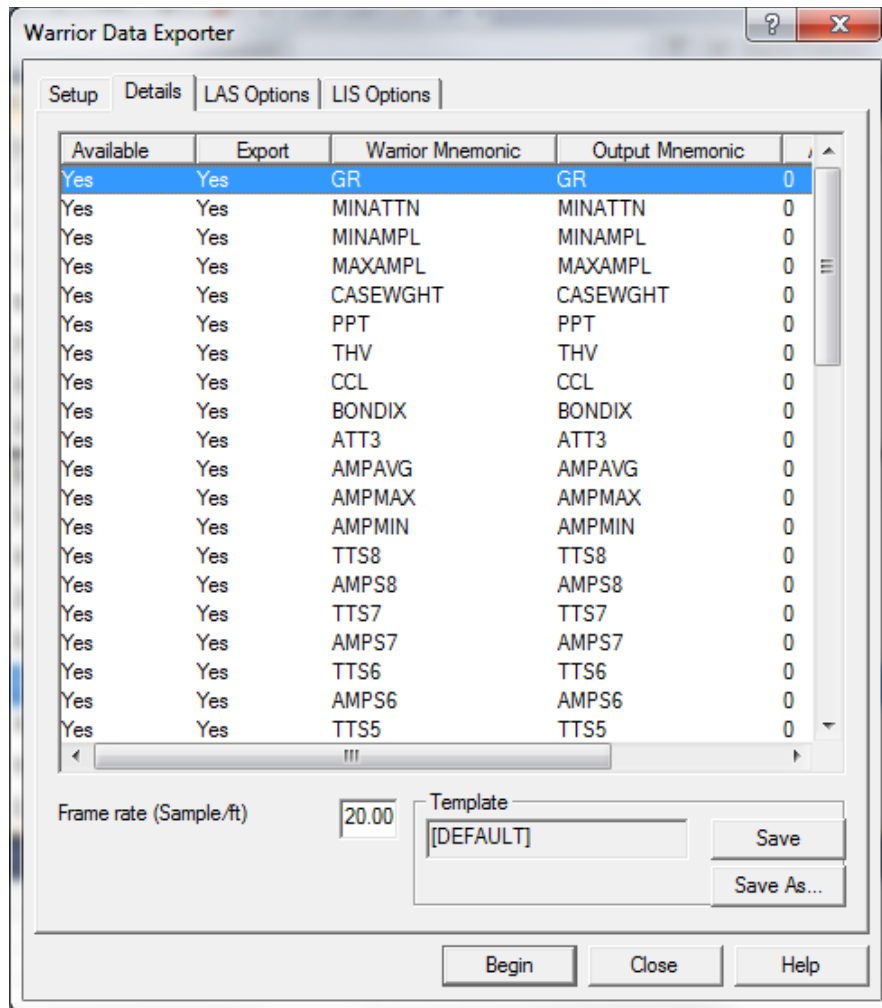 Warrior Data Exporter
Setup Details LAS Options LIS Options
Available Export Warrior Mnemonic Output Mnemonic
Yes Yes GR GR 0
Yes Yes MINATTN MINATTN 0
Yes Yes MINAMPL MINAMPL 0
Yes Yes MAXAMPL MAXAMPL 0
Yes Yes CASEWGHT CASEWGHT 0
Yes Yes PPT PPT 0
Yes Yes THV THV 0
Yes Yes CCL CCL 0
Yes Yes BONDIX BONDIX 0
Yes Yes ATT3 ATT3 0
Yes Yes AMPAVG AMPAVG 0
Yes Yes AMPMAX AMPMAX 0
Yes Yes AMPMIN AMPMIN 0
Yes Yes TTS8 TTS8 0
Yes Yes AMPS8 AMPS8 0
Yes Yes TTS7 TTS7 0
Yes Yes AMPS7 AMPS7 0
Yes Yes TTS6 TTS6 0
Yes Yes AMPS6 AMPS6 0
Yes Yes TTS5 TTS5 0
Frame rate (Sample/ft) 20.00 Template
[DEFAULT] Save
Save As...
Begin Close Help